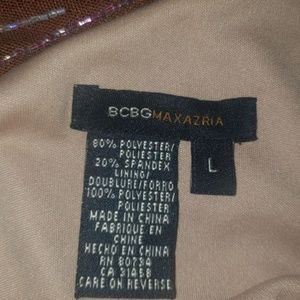 BCBGMAXAZRIA
80% POLYESTER/
POLIESTER
20% SPANDEX
LINING/
DOUBLURE/FORRO
100% POLYESTER/
POLIESTER
MADE IN CHINA
FABRIQUE EN
CHINE
HECHO EN CHINA
RN 80734
CA 31458
CARE ON REVERSE
L